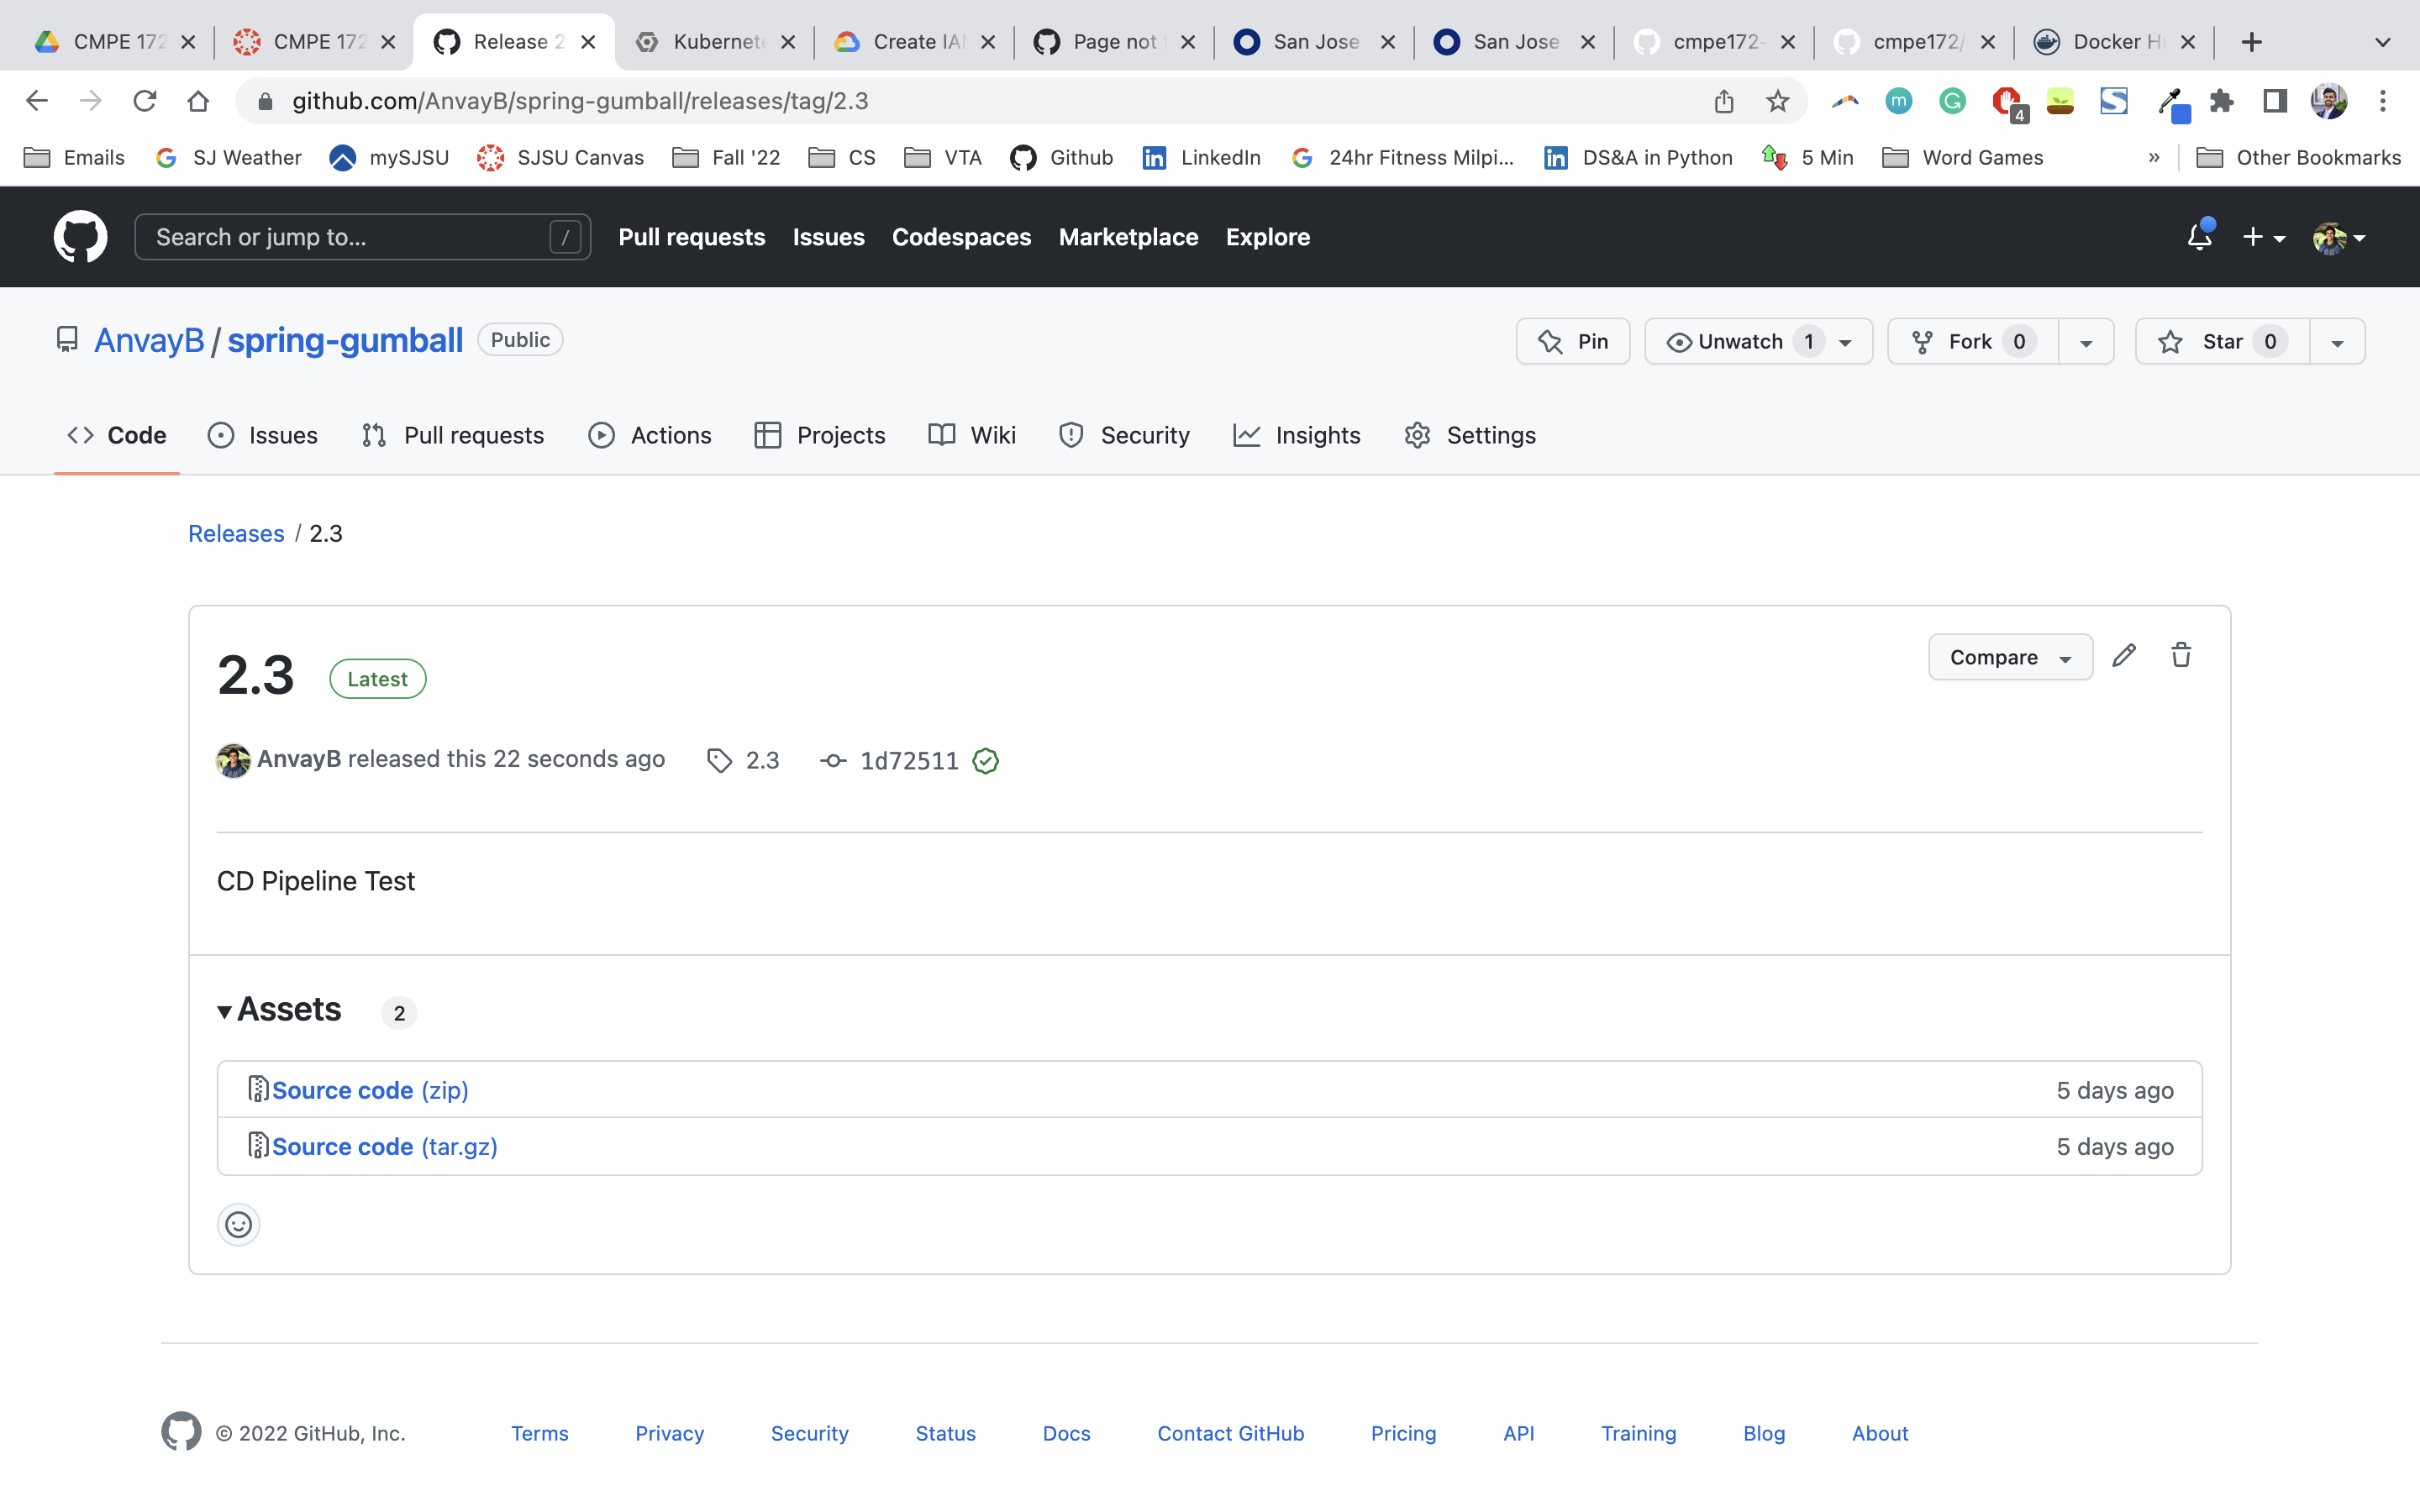 CMPE 172
CMPE 172
Release 2
Kubernete
Create IAM
Page not f
San Jose
San Jose
cmpe172-
cmpe172/
Docker Hu
github.com/AnvayB/spring-gumball/releases/tag/2.3
4
Emails
SJ Weather
mySJSU
SJSU Canvas
Fall '22
CS
VTA
Github
LinkedIn
24hr Fitness Milpi...
DS&A in Python
5 Min
Word Games
»
Other Bookmarks
Search or jump to...
/
Pull requests
Issues
Codespaces
Marketplace
Explore
AnvayB / spring-gumball
Public
Pin
Unwatch 1
Fork 0
Star 0
Code
Issues
Pull requests
Actions
Projects
Wiki
Security
Insights
Settings
Releases / 2.3
2.3
Latest
Compare
AnvayB released this 22 seconds ago
2.3
1d72511
CD Pipeline Test
Assets 2
Source code (zip)
5 days ago
Source code (tar.gz)
5 days ago
© 2022 GitHub, Inc.
Terms
Privacy
Security
Status
Docs
Contact GitHub
Pricing
API
Training
Blog
About